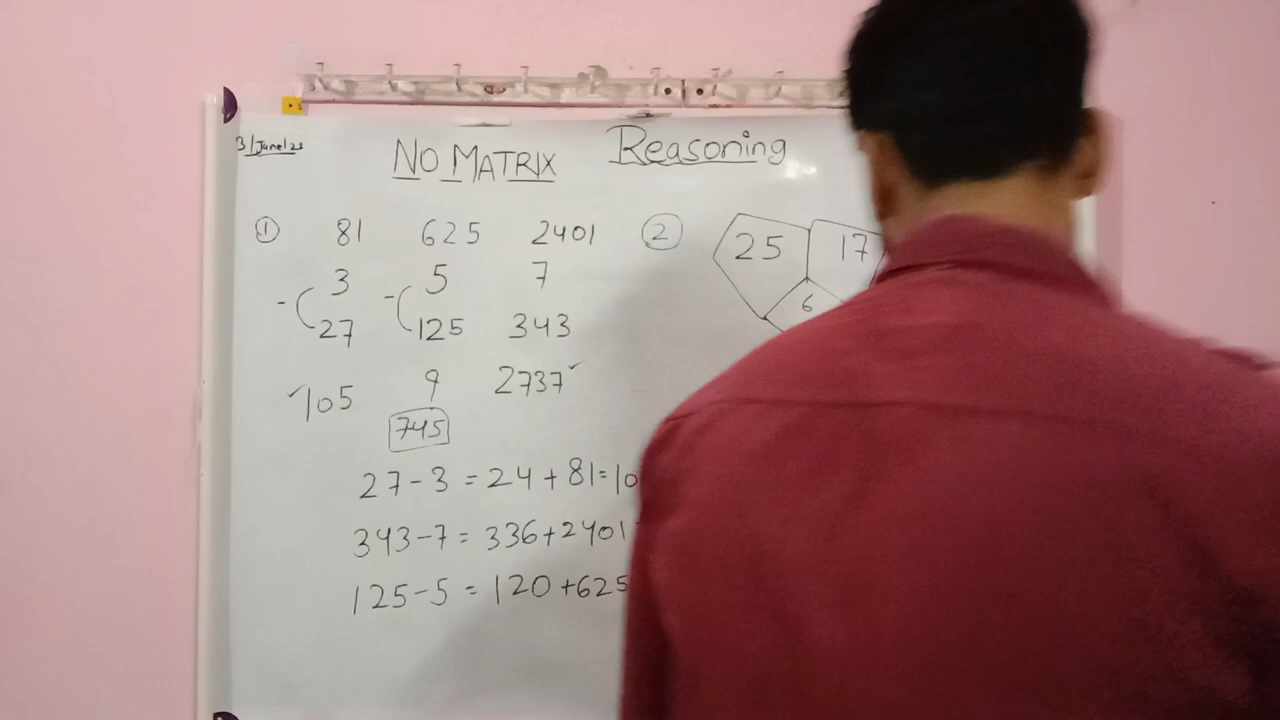 3/June/23
NO MATRIX Reasoning
① 81 625 2401
3 5 7
27 125 343
105 9 2737
745
27-3=24+81=10
343-7=336+2401
125-5=120+625
② 25 17
6